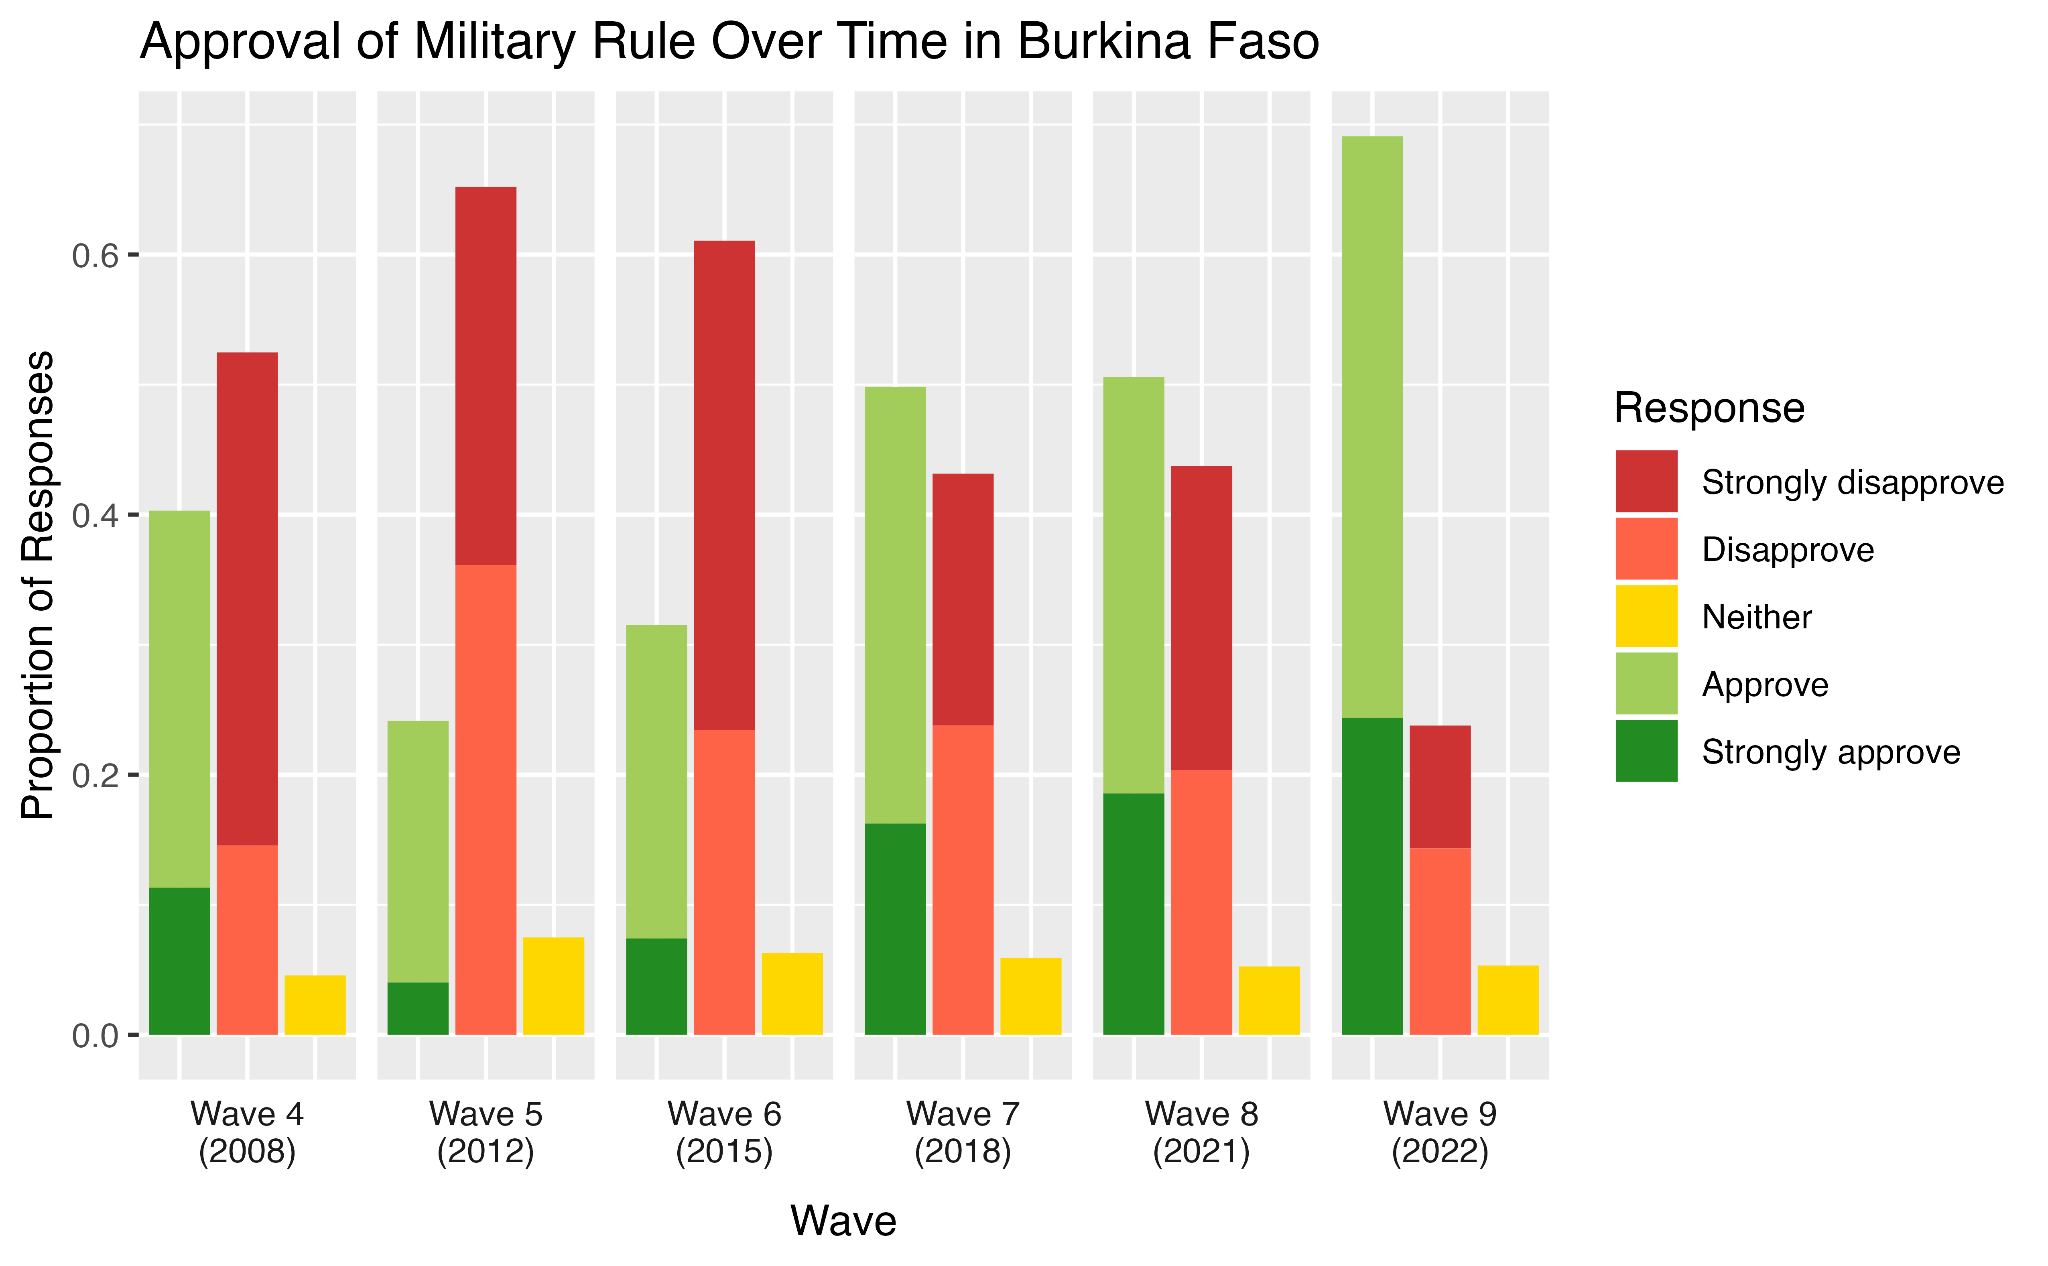 Approval of Military Rule Over Time in Burkina Faso
Proportion of Responses
0.6
0.4
0.2
0.0
Wave 4
(2008)
Wave 5
(2012)
Wave 6
(2015)
Wave 7
(2018)
Wave 8
(2021)
Wave 9
(2022)
Wave
Response
Strongly disapprove
Disapprove
Neither
Approve
Strongly approve